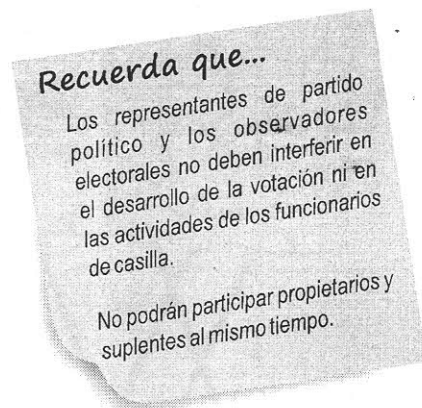 Recuerda que...
Los representantes de partido
político y los observadores
electorales no deben interferir en
el desarrollo de la votación ni en
las actividades de los funcionarios
de casilla.
No podrán participar propietarios y
suplentes al mismo tiempo.